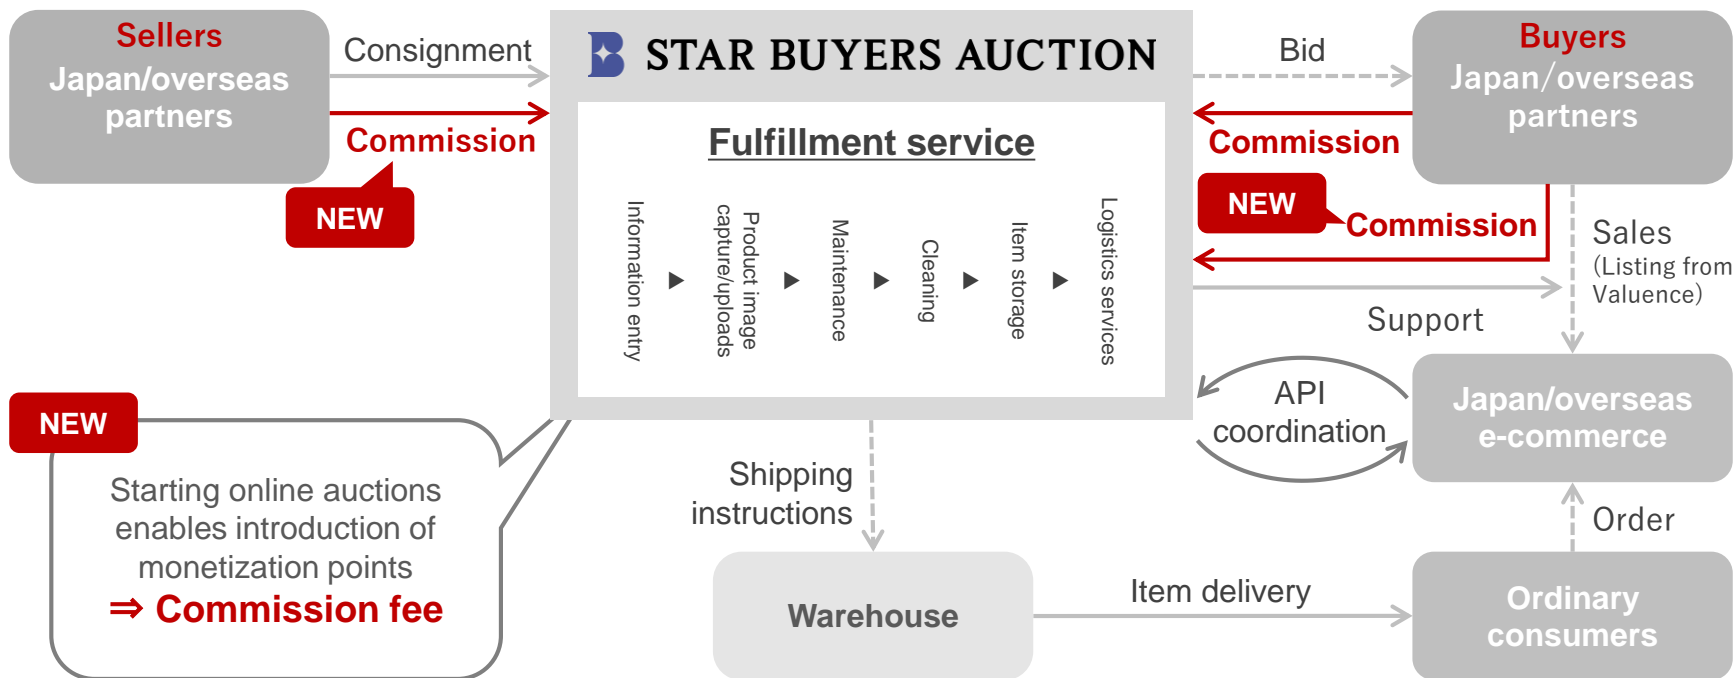 Sellers
Japan/overseas
partners
Consignment
Commission
NEW
STAR BUYERS AUCTION
Fulfillment service
Information entry
Product image
capture/uploads
Maintenance
Cleaning
Item storage
Logistics services
Bid
Commission
NEW
Commission
Buyers
Japan/overseas
partners
Sales
(Listing from
Valuence)
Support
API
coordination
Japan/overseas
e-commerce
Order
Ordinary
consumers
NEW
Starting online auctions
enables introduction of
monetization points
⇒ Commission fee
Shipping
instructions
Warehouse
Item delivery